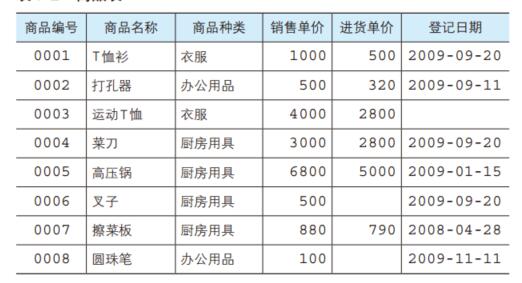 商品编号 商品名称 商品种类 销售单价 进货单价 登记日期
0001 T恤衫 衣服 1000 500 2009-09-20
0002 打孔器 办公用品 500 320 2009-09-11
0003 运动T恤 衣服 4000 2800
0004 菜刀 厨房用具 3000 2800 2009-09-20
0005 高压锅 厨房用具 6800 5000 2009-01-15
0006 叉子 厨房用具 500 2009-09-20
0007 擦菜板 厨房用具 880 790 2008-04-28
0008 圆珠笔 办公用品 100 2009-11-11